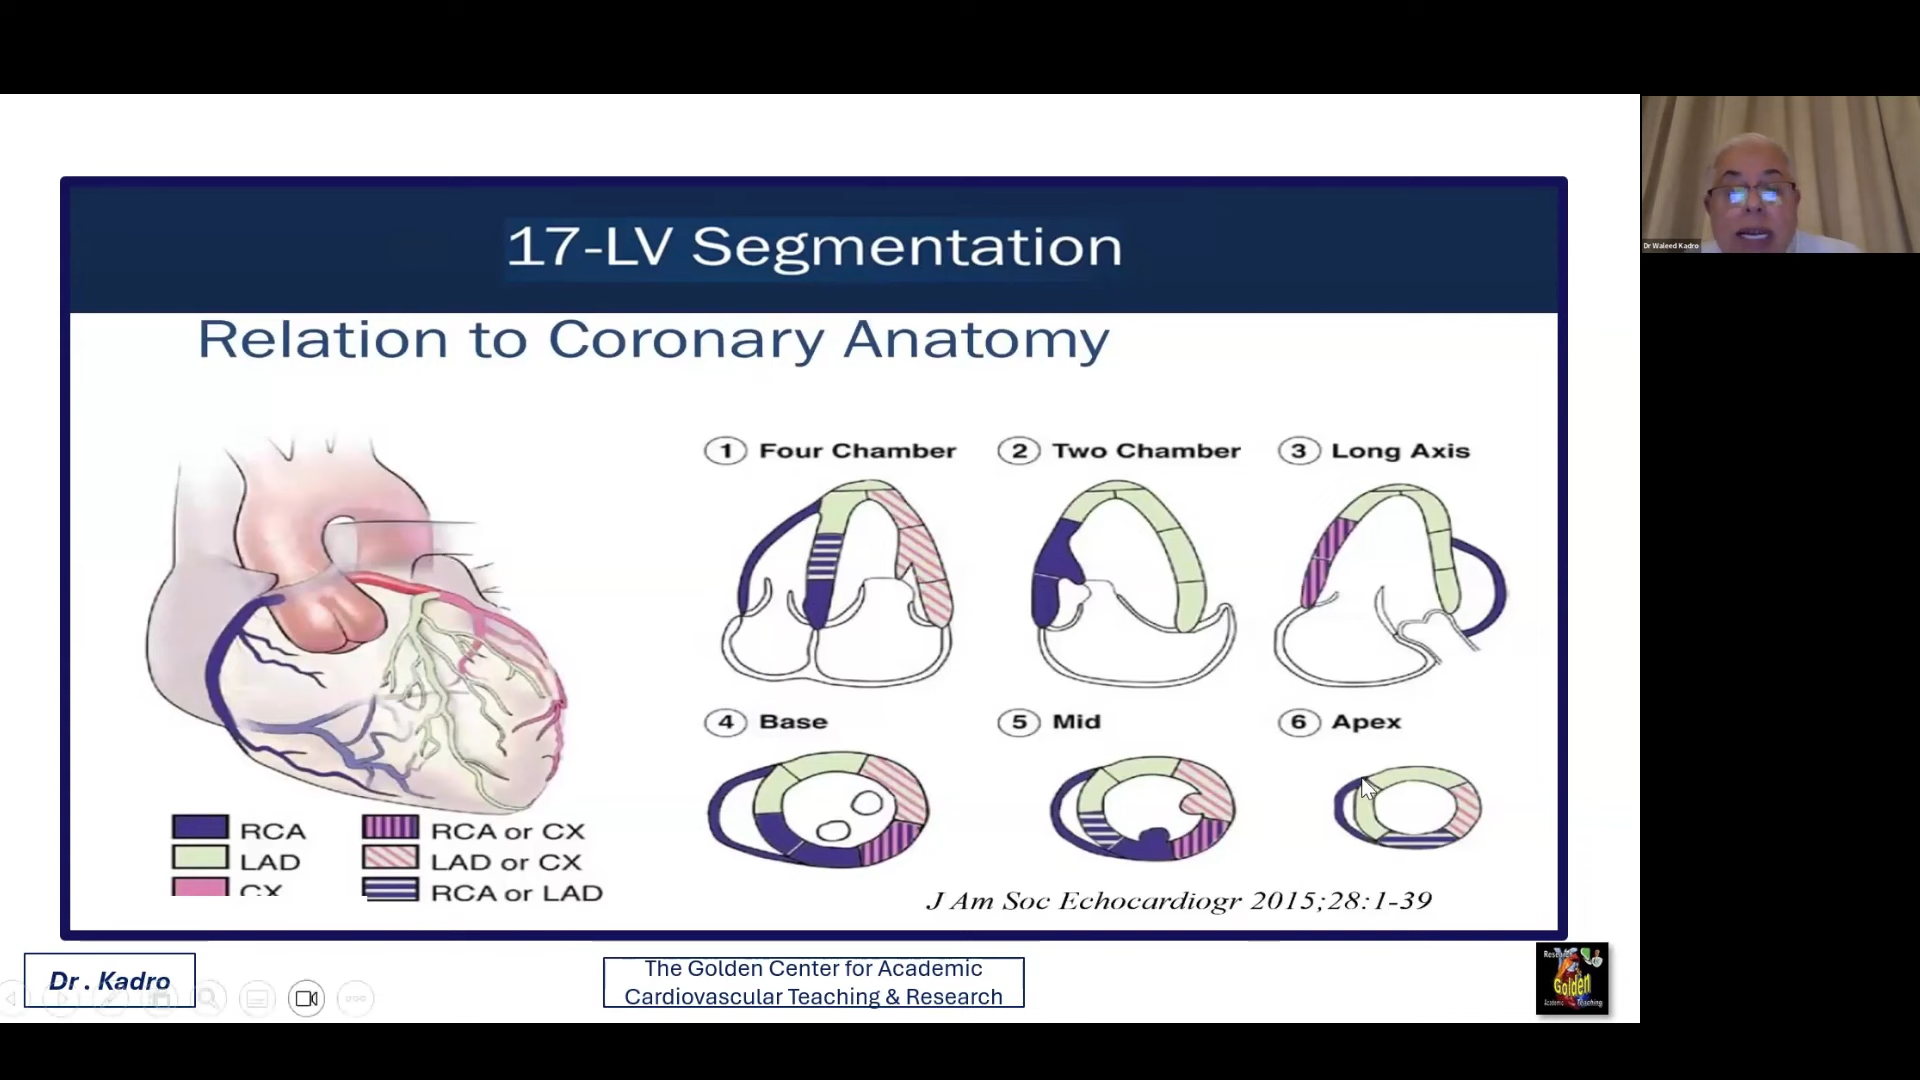 17-LV Segmentation
Relation to Coronary Anatomy
1 Four Chamber
2 Two Chamber
3 Long Axis
4 Base
5 Mid
6 Apex
RCA
LAD
CX
RCA or CX
LAD or CX
RCA or LAD
J Am Soc Echocardiogr 2015;28:1-39
Dr . Kadro
The Golden Center for Academic
Cardiovascular Teaching & Research
Golden
Teaching
Dr Waleed Kadro